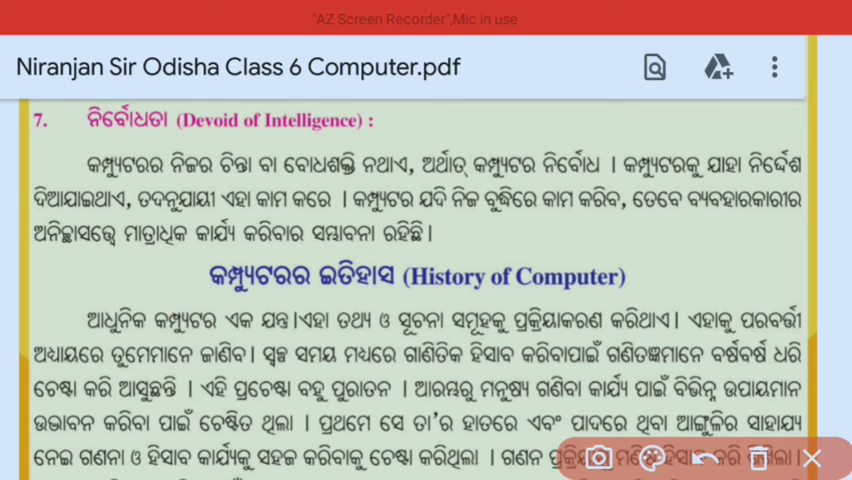 "AZ Screen Recorder",Mic in use
Niranjan Sir Odisha Class 6 Computer.pdf
7. ନିର୍ବୋଧତା (Devoid of Intelligence) :
କମ୍ପ୍ୟୁଟରର ନିଜର ଚିନ୍ତା ବା ବୋଧଶକ୍ତି ନଥାଏ, ଅର୍ଥାତ୍ କମ୍ପ୍ୟୁଟର ନିର୍ବୋଧ । କମ୍ପ୍ୟୁଟରକୁ ଯାହା ନିର୍ଦ୍ଦେଶ
ଦିଆଯାଇଥାଏ, ତଦନୁଯାୟୀ ଏହା କାମ କରେ । କମ୍ପ୍ୟୁଟର ଯଦି ନିଜ ବୁଦ୍ଧିରେ କାମ କରିବ, ତେବେ ବ୍ୟବହାରକାରୀର
ଅନିଚ୍ଛାସତ୍ତ୍ୱେ ମାତ୍ରାଧିକ କାର୍ଯ୍ୟ କରିବାର ସମ୍ଭାବନା ରହିଛି ।
କମ୍ପ୍ୟୁଟରର ଇତିହାସ (History of Computer)
ଆଧୁନିକ କମ୍ପ୍ୟୁଟର ଏକ ଯନ୍ତ୍ର ।ଏହା ତଥ୍ୟ ଓ ସୂଚନା ସମୂହକୁ ପ୍ରକ୍ରିୟାକରଣ କରିଥାଏ । ଏହାକୁ ପରବର୍ତ୍ତୀ
ଅଧ୍ୟାୟରେ ତୁମେମାନେ ଜାଣିବ । ସ୍ୱଳ୍ପ ସମୟ ମଧ୍ୟରେ ଗାଣିତିକ ହିସାବ କରିବାପାଇଁ ଗଣିତଜ୍ଞମାନେ ବର୍ଷବର୍ଷ ଧରି
ଚେଷ୍ଟା କରି ଆସୁଛନ୍ତି । ଏହି ପ୍ରଚେଷ୍ଟା ବହୁ ପୁରାତନ । ଆରମ୍ଭରୁ ମନୁଷ୍ୟ ଗଣିବା କାର୍ଯ୍ୟ ପାଇଁ ବିଭିନ୍ନ ଉପାୟମାନ
ଉଦ୍ଭାବନ କରିବା ପାଇଁ ଚେଷ୍ଟିତ ଥିଲା । ପ୍ରଥମେ ସେ ତା'ର ହାତରେ ଏବଂ ପାଦରେ ଥିବା ଆଙ୍ଗୁଳିର ସାହାଯ୍ୟ
ନେଇ ଗଣନା ଓ ହିସାବ କାର୍ଯ୍ୟକୁ ସହଜ କରିବାକୁ ଚେଷ୍ଟା କରିଥିଲା । ଗଣନ